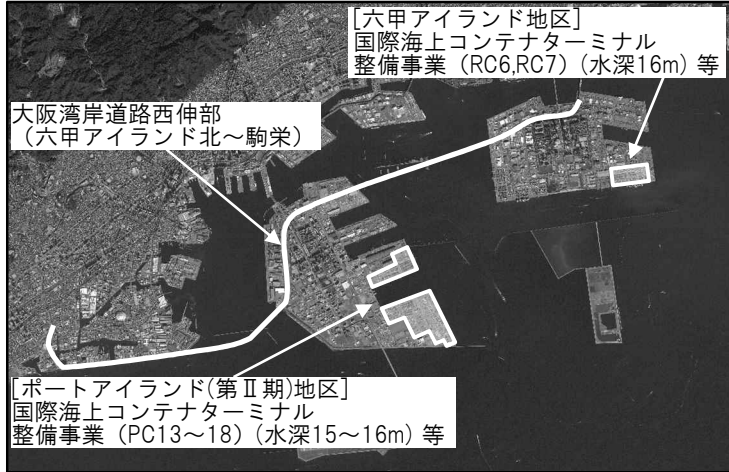 [六甲アイランド地区]
国際海上コンテナターミナル
整備事業（RC6,RC7）(水深16m) 等
大阪湾岸道路西伸部
（六甲アイランド北～駒栄）
[ポートアイランド(第Ⅱ期)地区]
国際海上コンテナターミナル
整備事業（PC13～18）(水深15～16m) 等